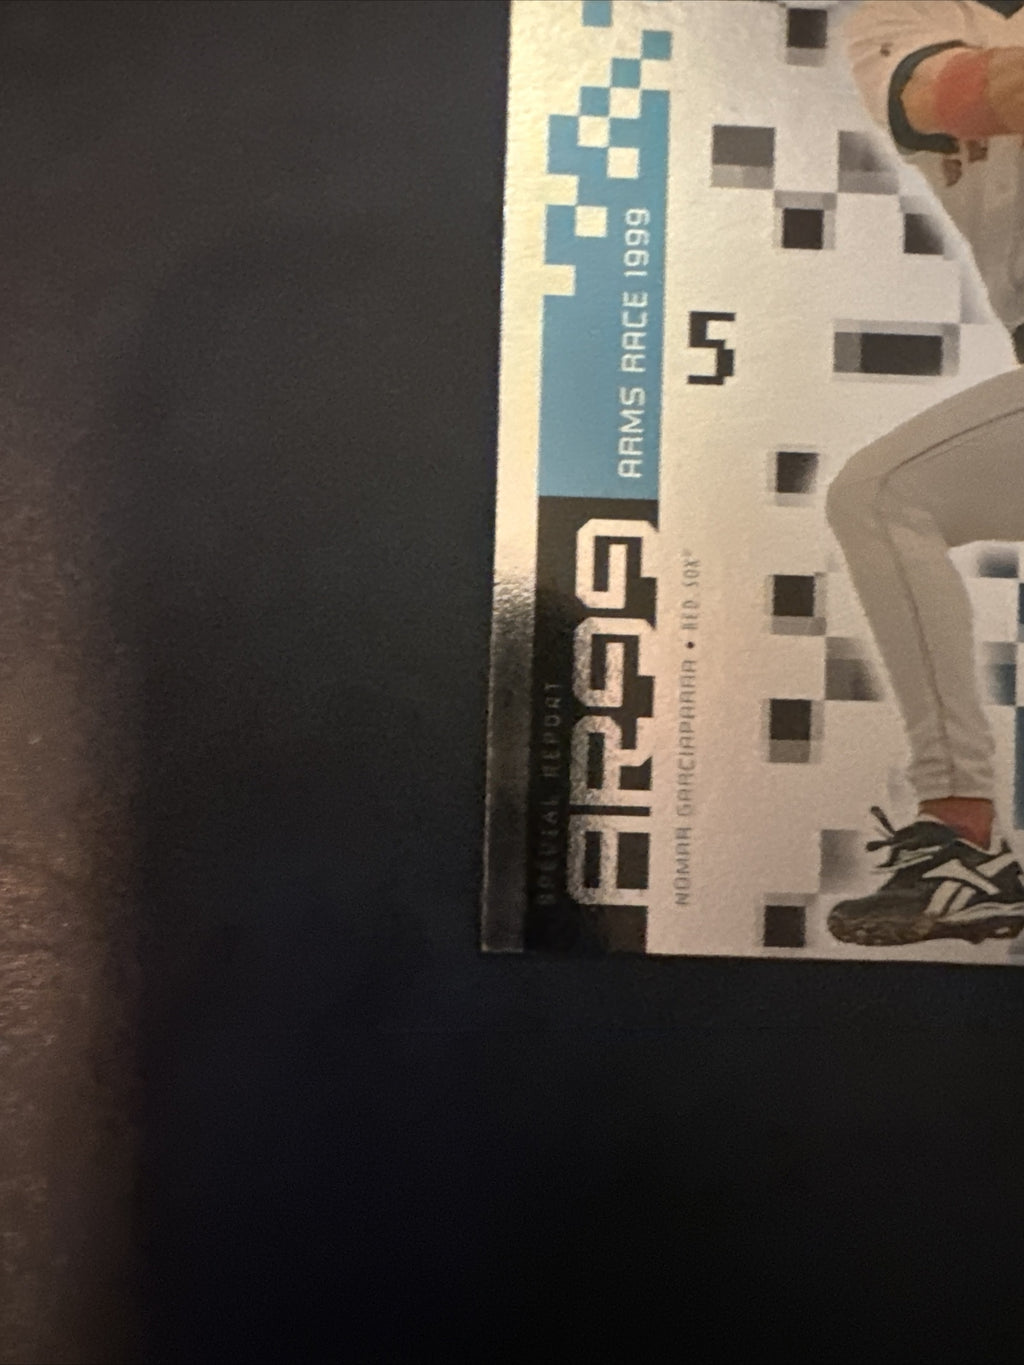 SPECIAL REPORT
AR99
ARMS RACE 1999
NOMAR GARCIAPARRA • RED SOX®
5